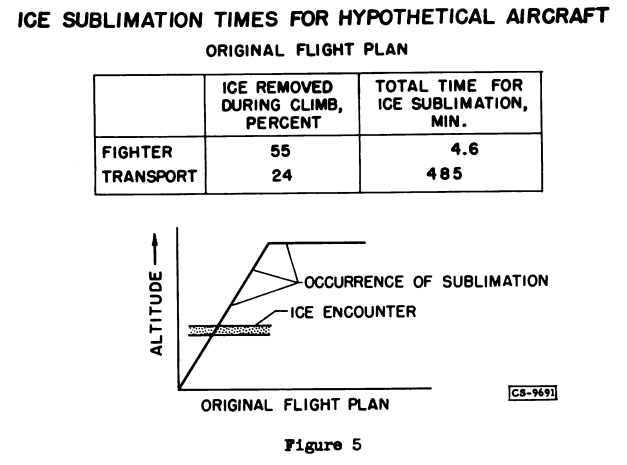 ICE SUBLIMATION TIMES FOR HYPOTHETICAL AIRCRAFT
ORIGINAL FLIGHT PLAN
ICE REMOVED DURING CLIMB, PERCENT
TOTAL TIME FOR ICE SUBLIMATION, MIN.
FIGHTER 55 4.6
TRANSPORT 24 485
ALTITUDE
OCCURRENCE OF SUBLIMATION
ICE ENCOUNTER
ORIGINAL FLIGHT PLAN
CS-9691
Figure 5